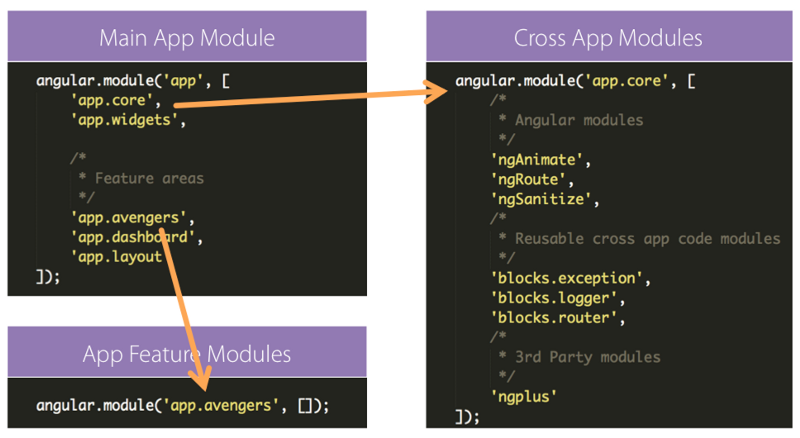 Main App Module
angular.module('app', [
'app.core',
'app.widgets',
/*
* Feature areas
*/
'app.avengers',
'app.dashboard',
'app.layout'
]);
App Feature Modules
angular.module('app.avengers', []);
Cross App Modules
angular.module('app.core', [
/*
* Angular modules
*/
'ngAnimate',
'ngRoute',
'ngSanitize',
/*
* Reusable cross app code modules
*/
'blocks.exception',
'blocks.logger',
'blocks.router',
/*
* 3rd Party modules
*/
'ngplus'
]);